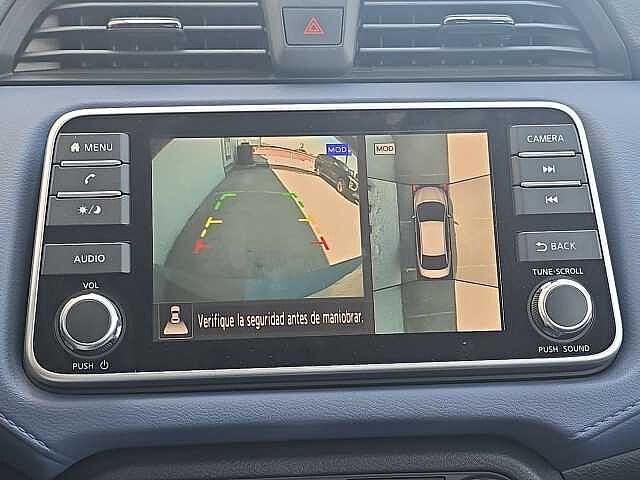 MENU
AUDIO
VOL
PUSH
MOD
MOD
Verifique la seguridad antes de maniobrar.
CAMERA
BACK
TUNE·SCROLL
PUSH SOUND